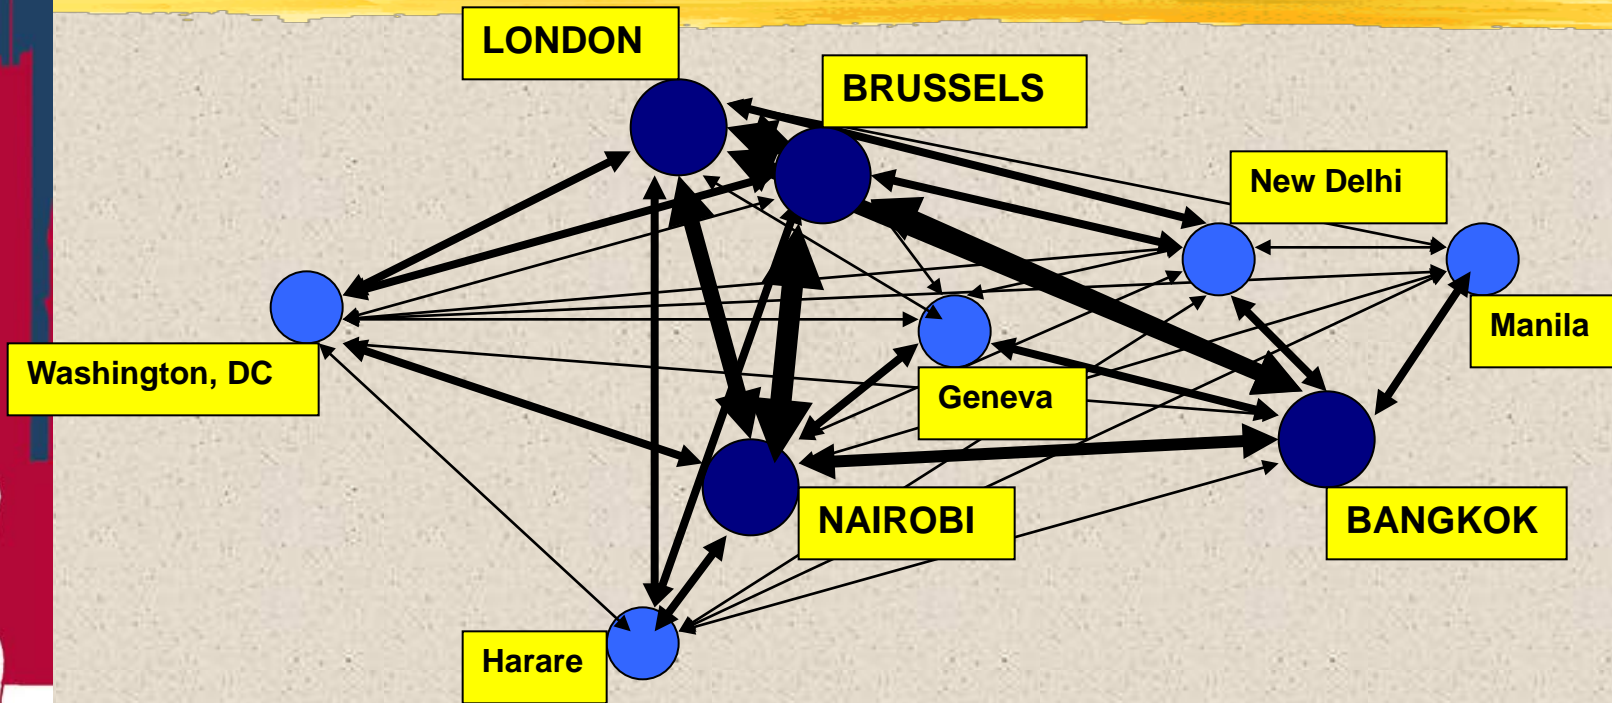 LONDON
BRUSSELS
New Delhi
Manila
Washington, DC
Geneva
NAIROBI
BANGKOK
Harare